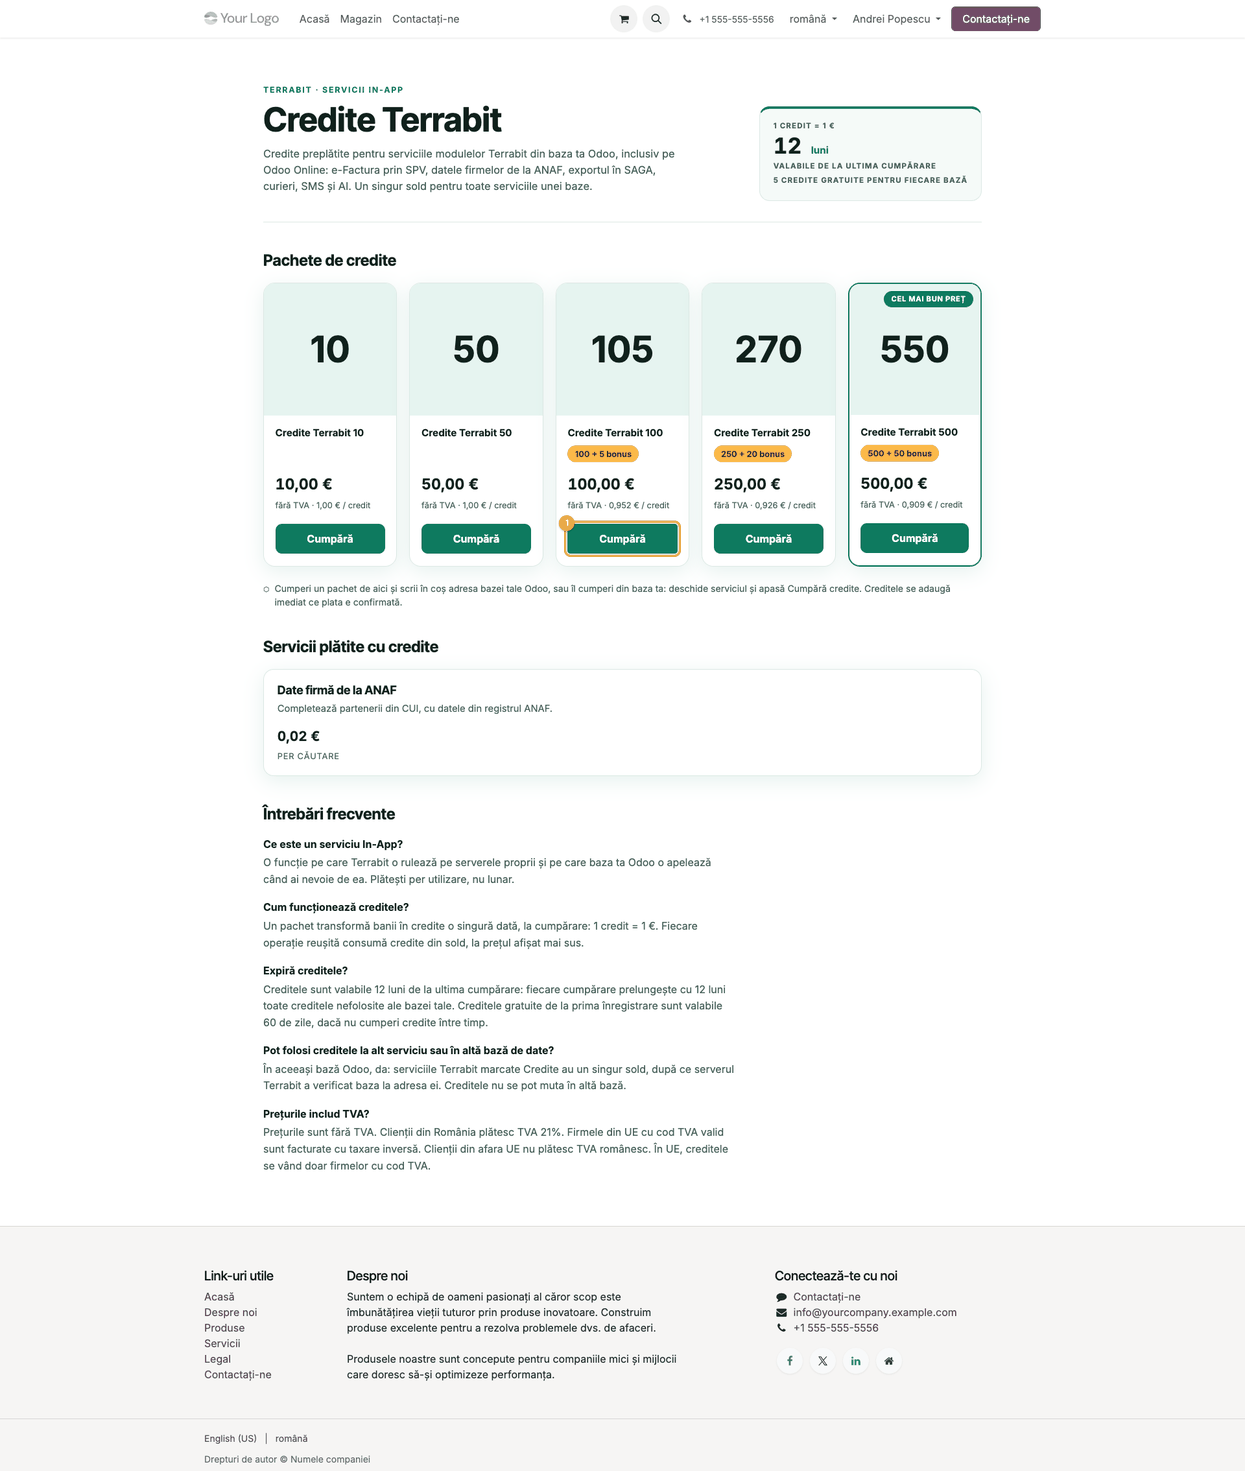 Your Logo
Acasă
Magazin
Contactați-ne
+1 555-555-5556
română
Andrei Popescu
Contactați-ne
TERRABIT · SERVICII IN-APP
Credite Terrabit
Credite preplătite pentru serviciile modulelor Terrabit din baza ta Odoo, inclusiv pe
Odoo Online: e-Factura prin SPV, datele firmelor de la ANAF, exportul în SAGA,
curieri, SMS și AI. Un singur sold pentru toate serviciile unei baze.
1 CREDIT = 1 €
12 luni
VALABILE DE LA ULTIMA CUMPĂRARE
5 CREDITE GRATUITE PENTRU FIECARE BAZĂ
Pachete de credite
10
Credite Terrabit 10
10,00 €
fără TVA · 1,00 € / credit
Cumpără
50
Credite Terrabit 50
50,00 €
fără TVA · 1,00 € / credit
Cumpără
105
Credite Terrabit 100
100 + 5 bonus
100,00 €
fără TVA · 0,952 € / credit
1
Cumpără
270
Credite Terrabit 250
250 + 20 bonus
250,00 €
fără TVA · 0,926 € / credit
Cumpără
CEL MAI BUN PREȚ
550
Credite Terrabit 500
500 + 50 bonus
500,00 €
fără TVA · 0,909 € / credit
Cumpără
Cumperi un pachet de aici și scrii în coș adresa bazei tale Odoo, sau îl cumperi din baza ta: deschide serviciul și apasă Cumpără credite. Creditele se adaugă
imediat ce plata e confirmată.
Servicii plătite cu credite
Date firmă de la ANAF
Completează partenerii din CUI, cu datele din registrul ANAF.
0,02 €
PER CĂUTARE
Întrebări frecvente
Ce este un serviciu In-App?
O funcție pe care Terrabit o rulează pe serverele proprii și pe care baza ta Odoo o apelează
când ai nevoie de ea. Plătești per utilizare, nu lunar.
Cum funcționează creditele?
Un pachet transformă banii în credite o singură dată, la cumpărare: 1 credit = 1 €. Fiecare
operație reușită consumă credite din sold, la prețul afișat mai sus.
Expiră creditele?
Creditele sunt valabile 12 luni de la ultima cumpărare: fiecare cumpărare prelungește cu 12 luni
toate creditele nefolosite ale bazei tale. Creditele gratuite de la prima înregistrare sunt valabile
60 de zile, dacă nu cumperi credite între timp.
Pot folosi creditele la alt serviciu sau în altă bază de date?
În aceeași bază Odoo, da: serviciile Terrabit marcate Credite au un singur sold, după ce serverul
Terrabit a verificat baza la adresa ei. Creditele nu se pot muta în altă bază.
Prețurile includ TVA?
Prețurile sunt fără TVA. Clienții din România plătesc TVA 21%. Firmele din UE cu cod TVA valid
sunt facturate cu taxare inversă. Clienții din afara UE nu plătesc TVA românesc. În UE, creditele
se vând doar firmelor cu cod TVA.
Link-uri utile
Acasă
Despre noi
Produse
Servicii
Legal
Contactați-ne
Despre noi
Suntem o echipă de oameni pasionați al căror scop este
îmbunătățirea vieții tuturor prin produse inovatoare. Construim
produse excelente pentru a rezolva problemele dvs. de afaceri.
Produsele noastre sunt concepute pentru companiile mici și mijlocii
care doresc să-și optimizeze performanța.
Conectează-te cu noi
Contactați-ne
info@yourcompany.example.com
+1 555-555-5556
English (US) | română
Drepturi de autor © Numele companiei